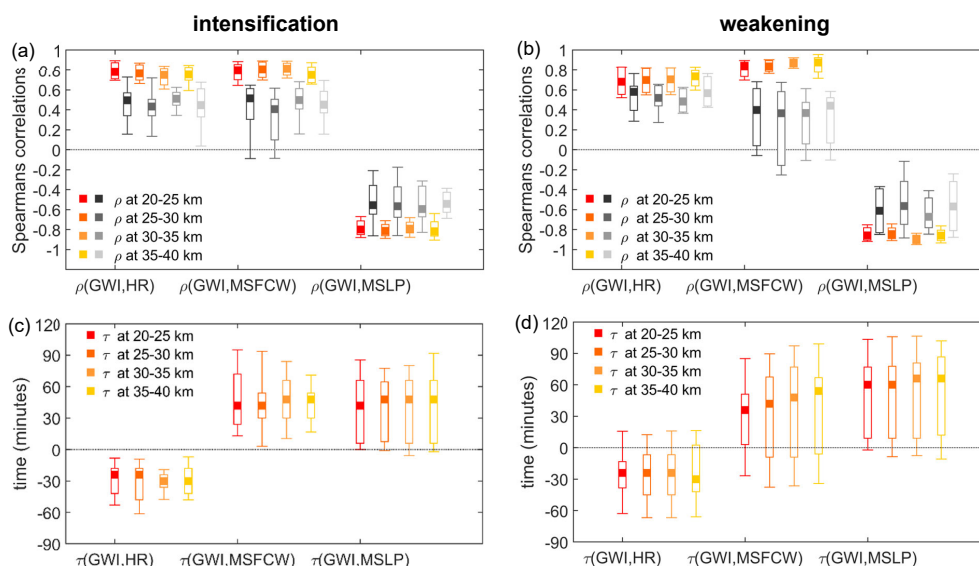 intensification
weakening
(a)
Spearmans correlations
0.8
0.6
0.4
0.2
0
-0.2
-0.4
-0.6
-0.8
-1
ρ at 20-25 km
ρ at 25-30 km
ρ at 30-35 km
ρ at 35-40 km
ρ(GWI,HR)
ρ(GWI,MSFCW)
ρ(GWI,MSLP)
(b)
Spearmans correlations
0.8
0.6
0.4
0.2
0
-0.2
-0.4
-0.6
-0.8
-1
ρ at 20-25 km
ρ at 25-30 km
ρ at 30-35 km
ρ at 35-40 km
ρ(GWI,HR)
ρ(GWI,MSFCW)
ρ(GWI,MSLP)
(c)
time (minutes)
120
90
60
30
0
-30
-60
-90
τ at 20-25 km
τ at 25-30 km
τ at 30-35 km
τ at 35-40 km
τ(GWI,HR)
τ(GWI,MSFCW)
τ(GWI,MSLP)
(d)
time (minutes)
120
90
60
30
0
-30
-60
-90
τ at 20-25 km
τ at 25-30 km
τ at 30-35 km
τ at 35-40 km
τ(GWI,HR)
τ(GWI,MSFCW)
τ(GWI,MSLP)